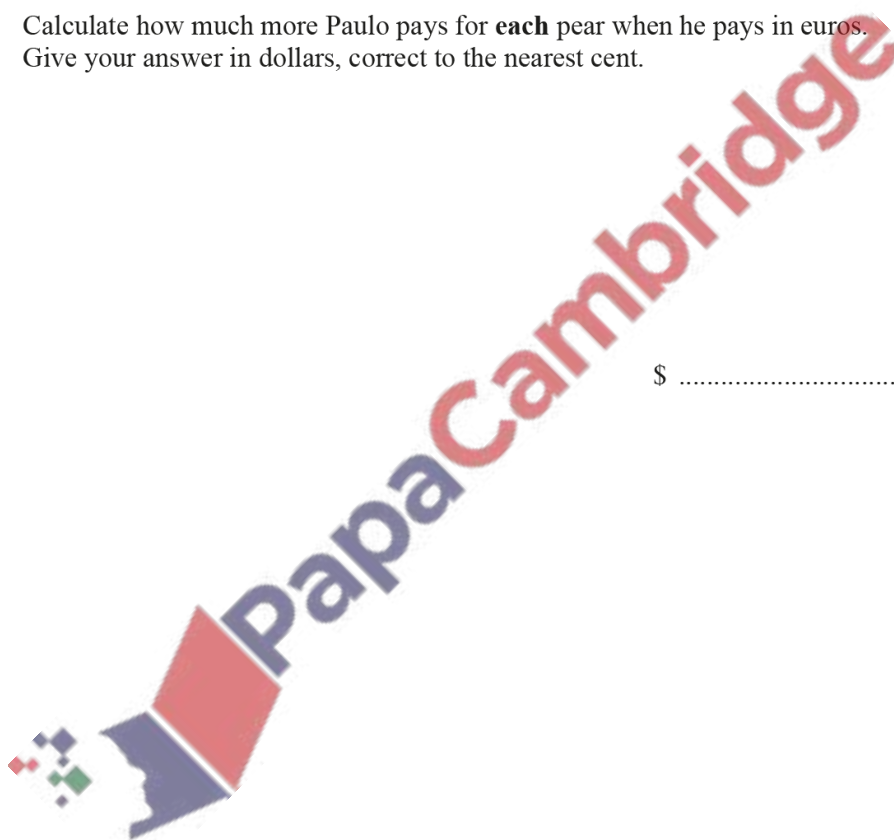 Calculate how much more Paulo pays for each pear when he pays in euros.
Give your answer in dollars, correct to the nearest cent.
$ ..............................
PapaCambridge